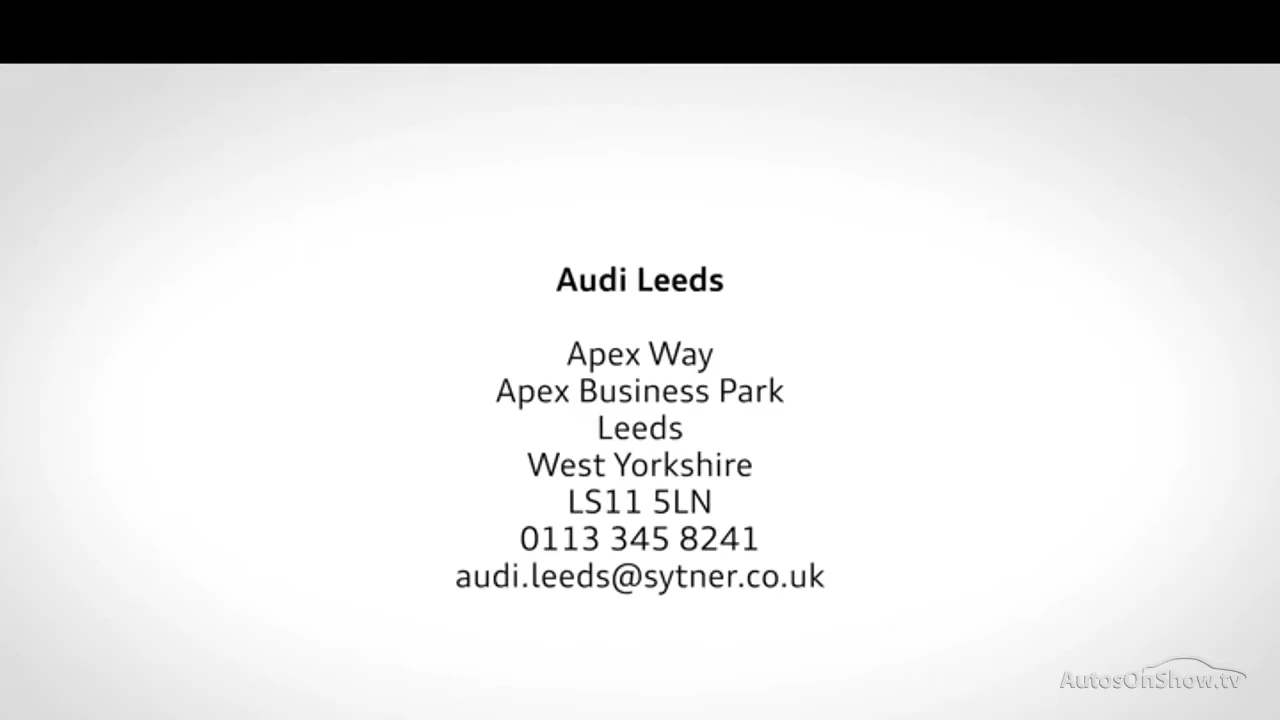 Audi Leeds
Apex Way
Apex Business Park
Leeds
West Yorkshire
LS11 5LN
0113 345 8241
audi.leeds@sytner.co.uk
AutosOnShow.tv